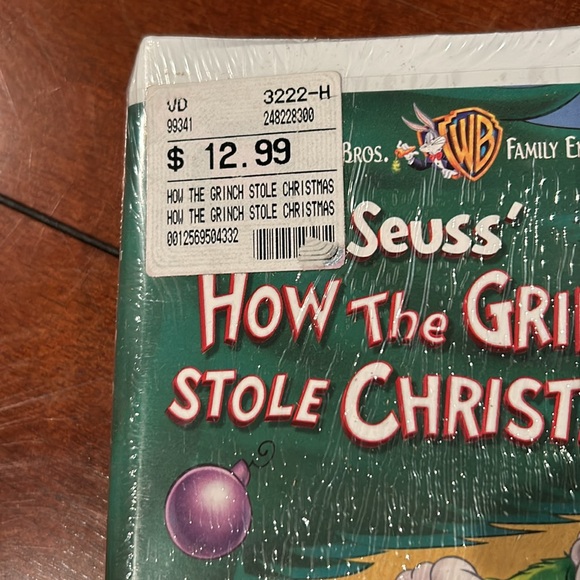 VD 3222-H
99341 248228300
$ 12.99
HOW THE GRINCH STOLE CHRISTMAS
HOW THE GRINCH STOLE CHRISTMAS
0012569504332
BROS. WB FAMILY E
Seuss'
HOW The GRI
STOLE CHRIST